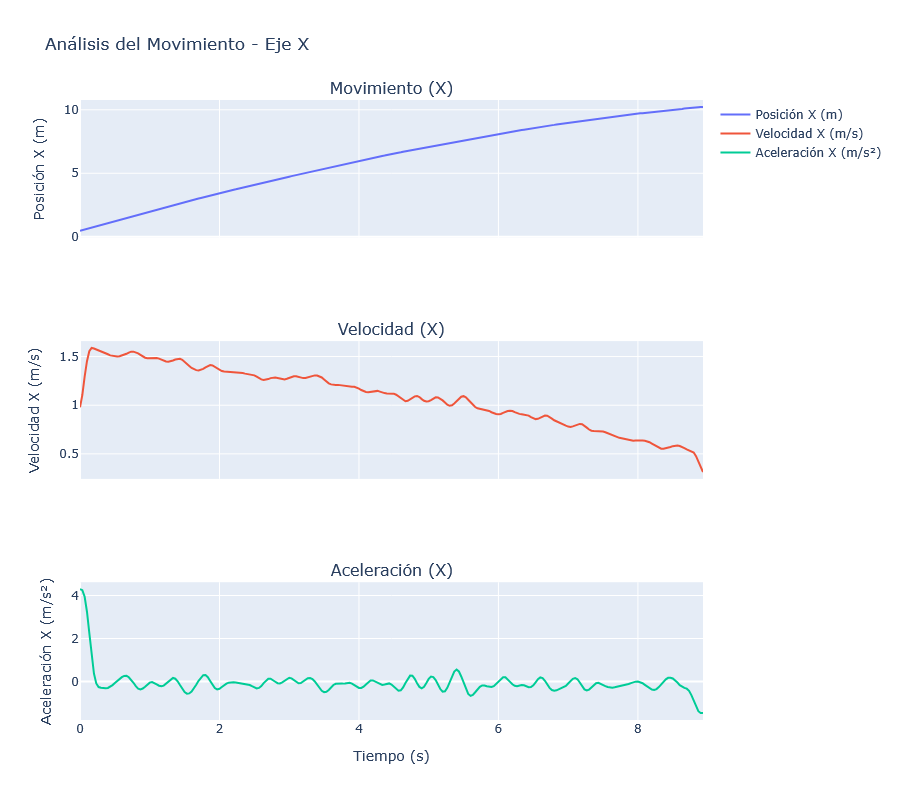 Análisis del Movimiento - Eje X
Movimiento (X)
Posición X (m)
10
5
0
Posición X (m)
Velocidad X (m/s)
Aceleración X (m/s²)
Velocidad (X)
Velocidad X (m/s)
1.5
1
0.5
Aceleración (X)
Aceleración X (m/s²)
4
2
0
0 2 4 6 8
Tiempo (s)